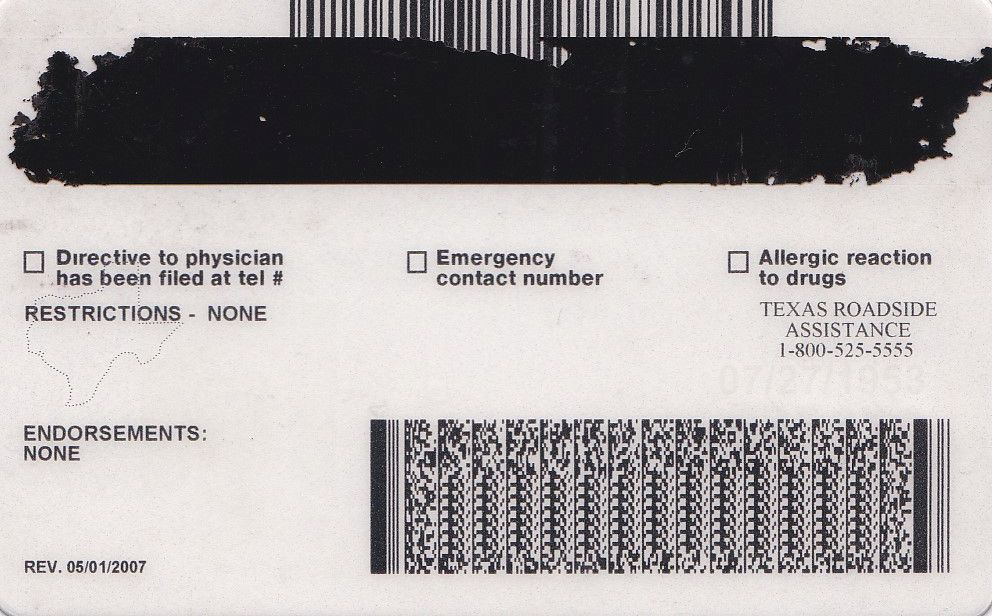 Directive to physician
has been filed at tel #
Emergency
contact number
Allergic reaction
to drugs
RESTRICTIONS - NONE
TEXAS ROADSIDE
ASSISTANCE
1-800-525-5555
07/27/1953
ENDORSEMENTS:
NONE
REV. 05/01/2007